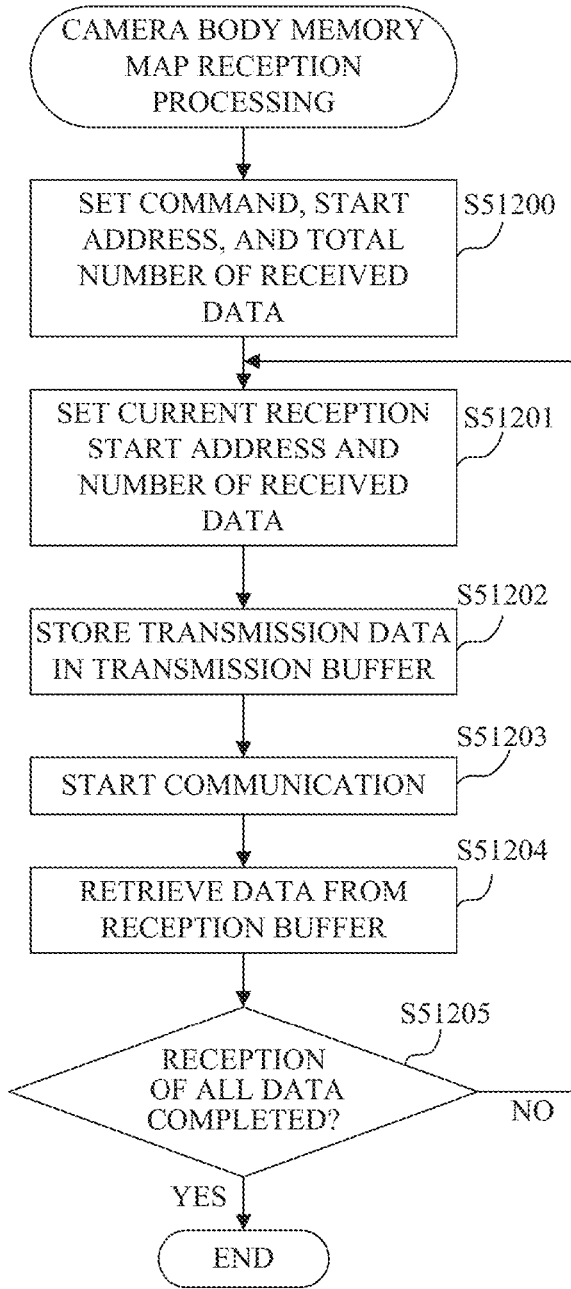 CAMERA BODY MEMORY
MAP RECEPTION
PROCESSING
SET COMMAND, START
ADDRESS, AND TOTAL
NUMBER OF RECEIVED
DATA
S51200
SET CURRENT RECEPTION
START ADDRESS AND
NUMBER OF RECEIVED
DATA
S51201
STORE TRANSMISSION DATA
IN TRANSMISSION BUFFER
S51202
START COMMUNICATION
S51203
RETRIEVE DATA FROM
RECEPTION BUFFER
S51204
RECEPTION
OF ALL DATA
COMPLETED?
S51205
NO
YES
END